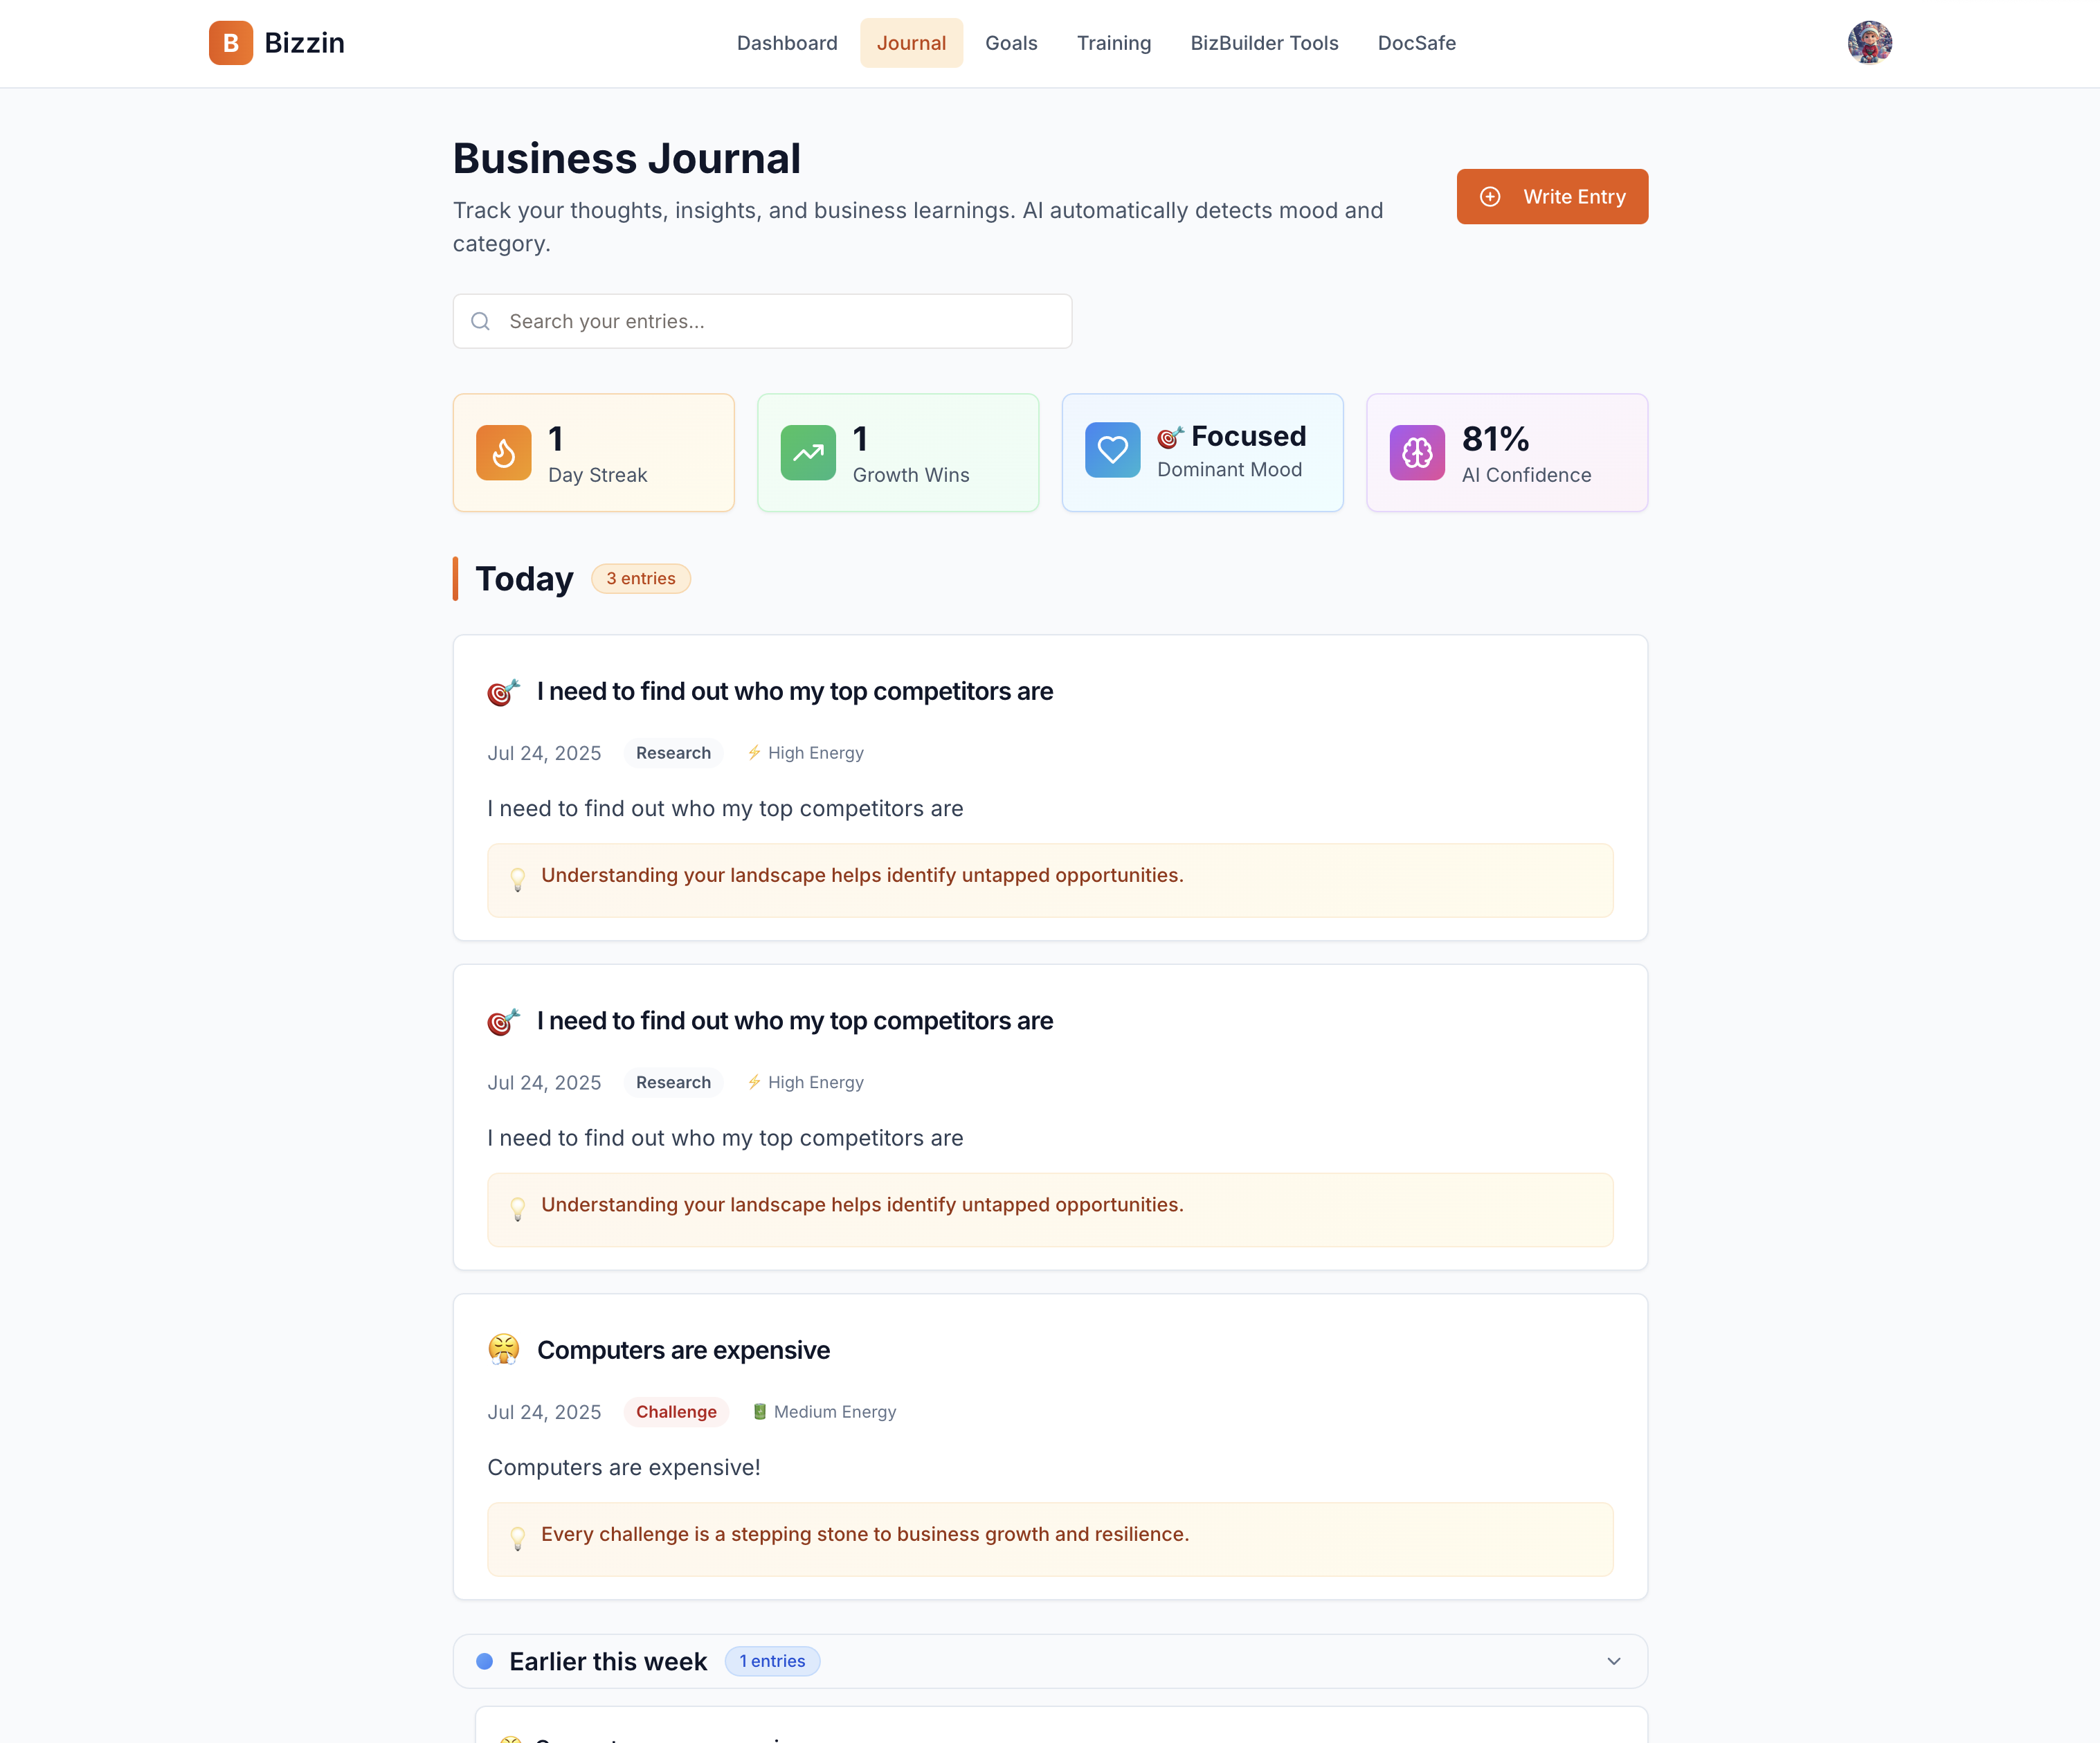 B Bizzin
Dashboard Journal Goals Training BizBuilder Tools DocSafe
Business Journal
Track your thoughts, insights, and business learnings. AI automatically detects mood and
category.
Write Entry
Search your entries...
1
Day Streak
1
Growth Wins
🎯 Focused
Dominant Mood
81%
AI Confidence
Today 3 entries
🎯 I need to find out who my top competitors are
Jul 24, 2025 Research ⚡ High Energy
I need to find out who my top competitors are
💡 Understanding your landscape helps identify untapped opportunities.
🎯 I need to find out who my top competitors are
Jul 24, 2025 Research ⚡ High Energy
I need to find out who my top competitors are
💡 Understanding your landscape helps identify untapped opportunities.
😤 Computers are expensive
Jul 24, 2025 Challenge 🔋 Medium Energy
Computers are expensive!
💡 Every challenge is a stepping stone to business growth and resilience.
Earlier this week 1 entries